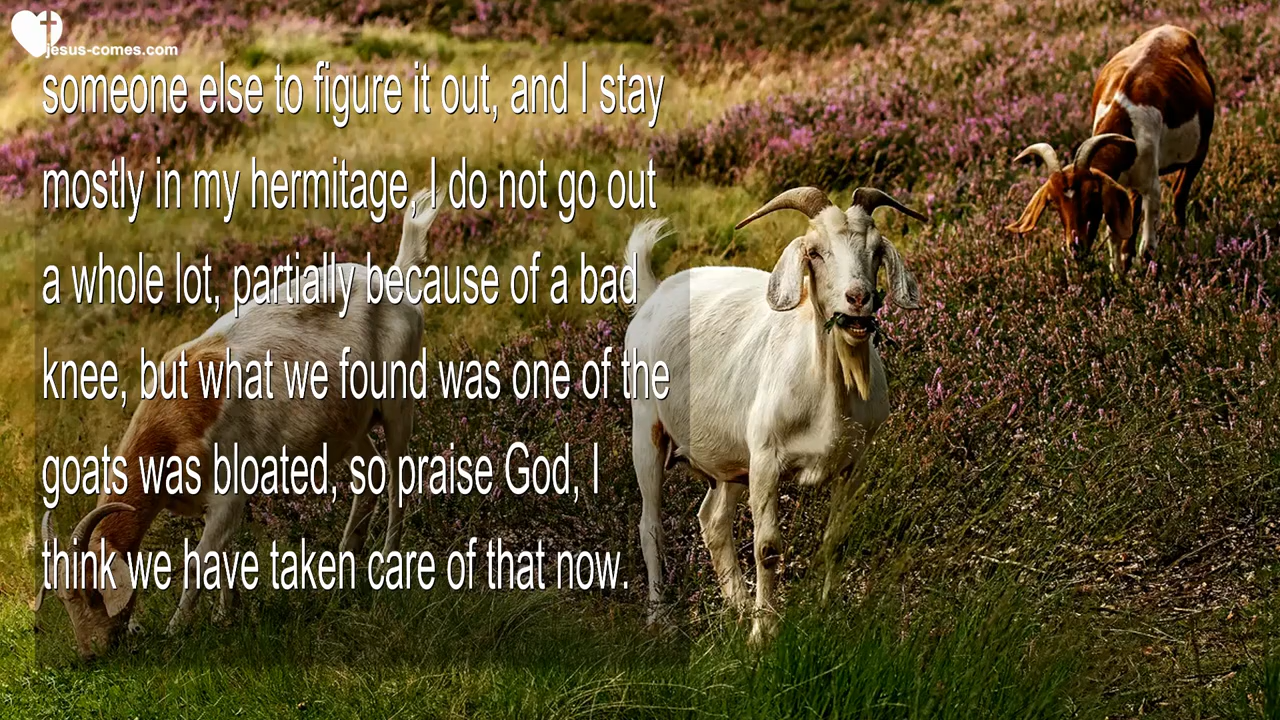 jesus-comes.com
someone else to figure it out, and I stay
mostly in my hermitage, I do not go out
a whole lot, partially because of a bad
knee, but what we found was one of the
goats was bloated, so praise God, I
think we have taken care of that now.